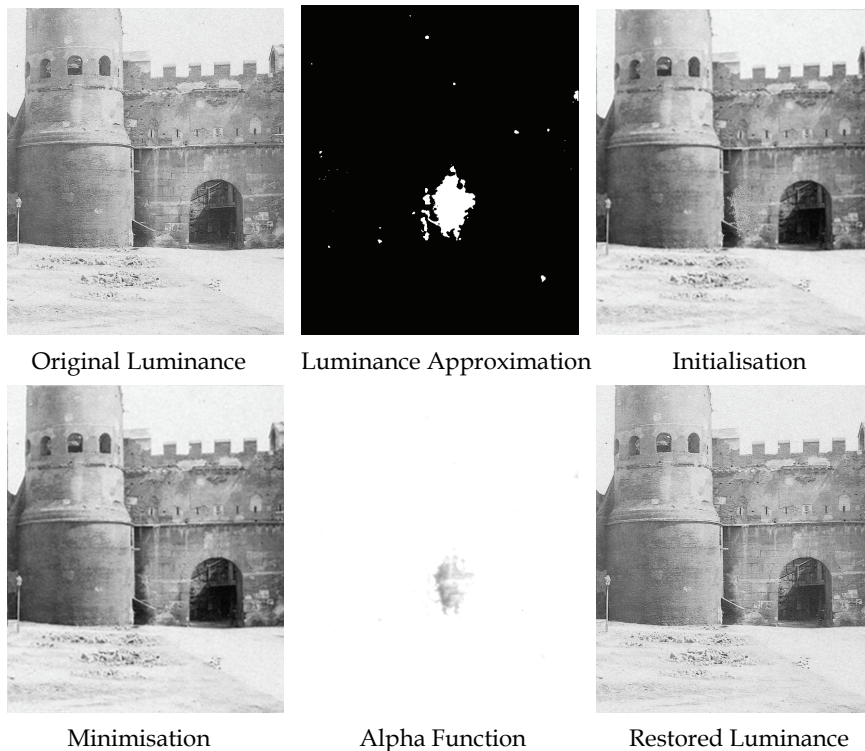 Original Luminance
Luminance Approximation
Initialisation
Minimisation
Alpha Function
Restored Luminance